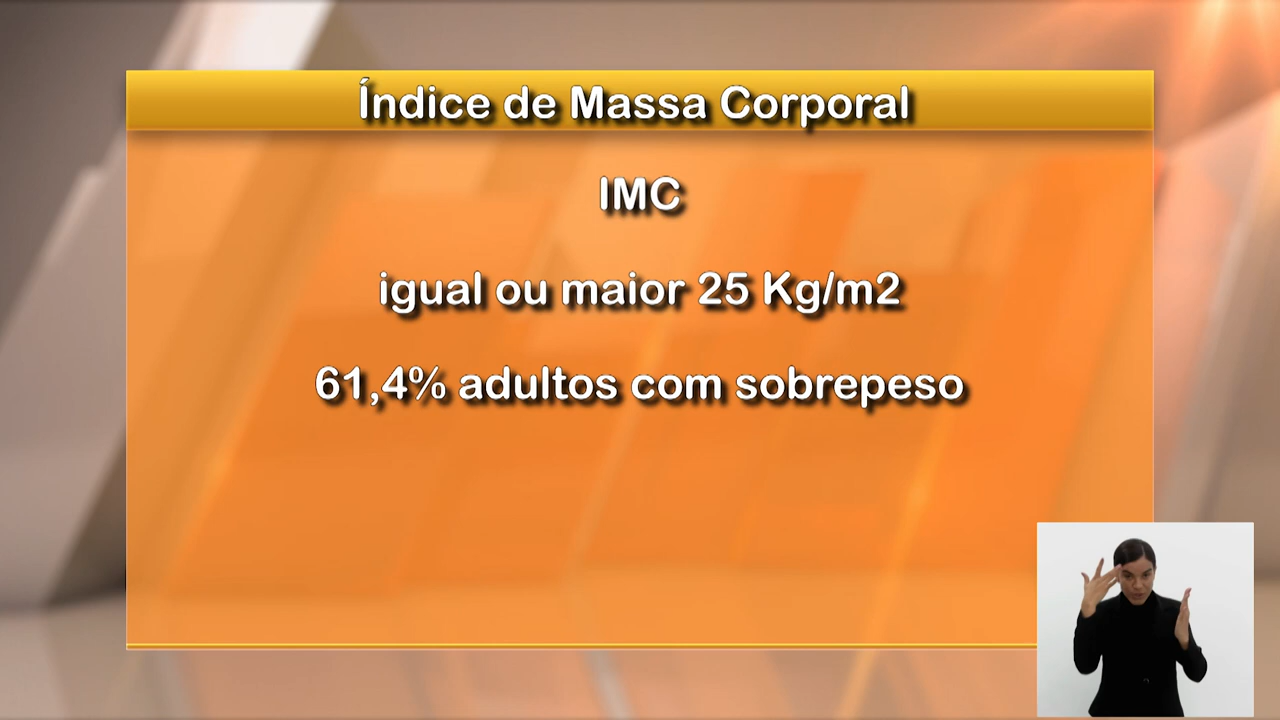 Índice de Massa Corporal
IMC
igual ou maior 25 Kg/m2
61,4% adultos com sobrepeso